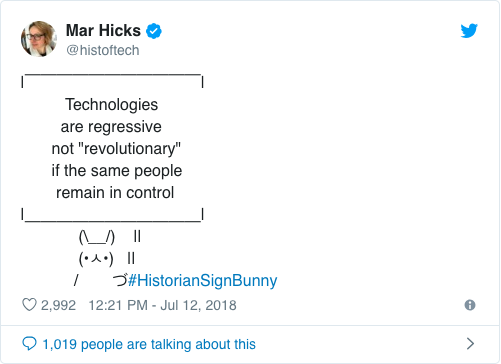 Mar Hicks
@histoftech
|￣￣￣￣￣￣￣￣￣￣￣|
Technologies
are regressive
not "revolutionary"
if the same people
remain in control
|＿＿＿＿＿＿＿＿＿＿＿|
(\__/) ||
(•ㅅ•) ||
/ づ#HistorianSignBunny
2,992 12:21 PM - Jul 12, 2018
1,019 people are talking about this